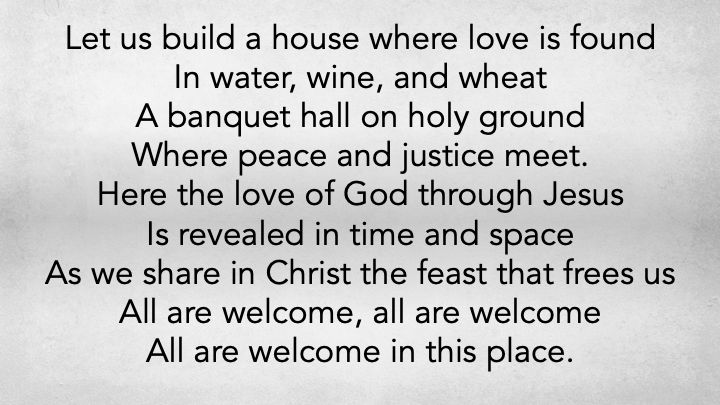 Let us build a house where love is found
In water, wine, and wheat
A banquet hall on holy ground
Where peace and justice meet.
Here the love of God through Jesus
Is revealed in time and space
As we share in Christ the feast that frees us
All are welcome, all are welcome
All are welcome in this place.